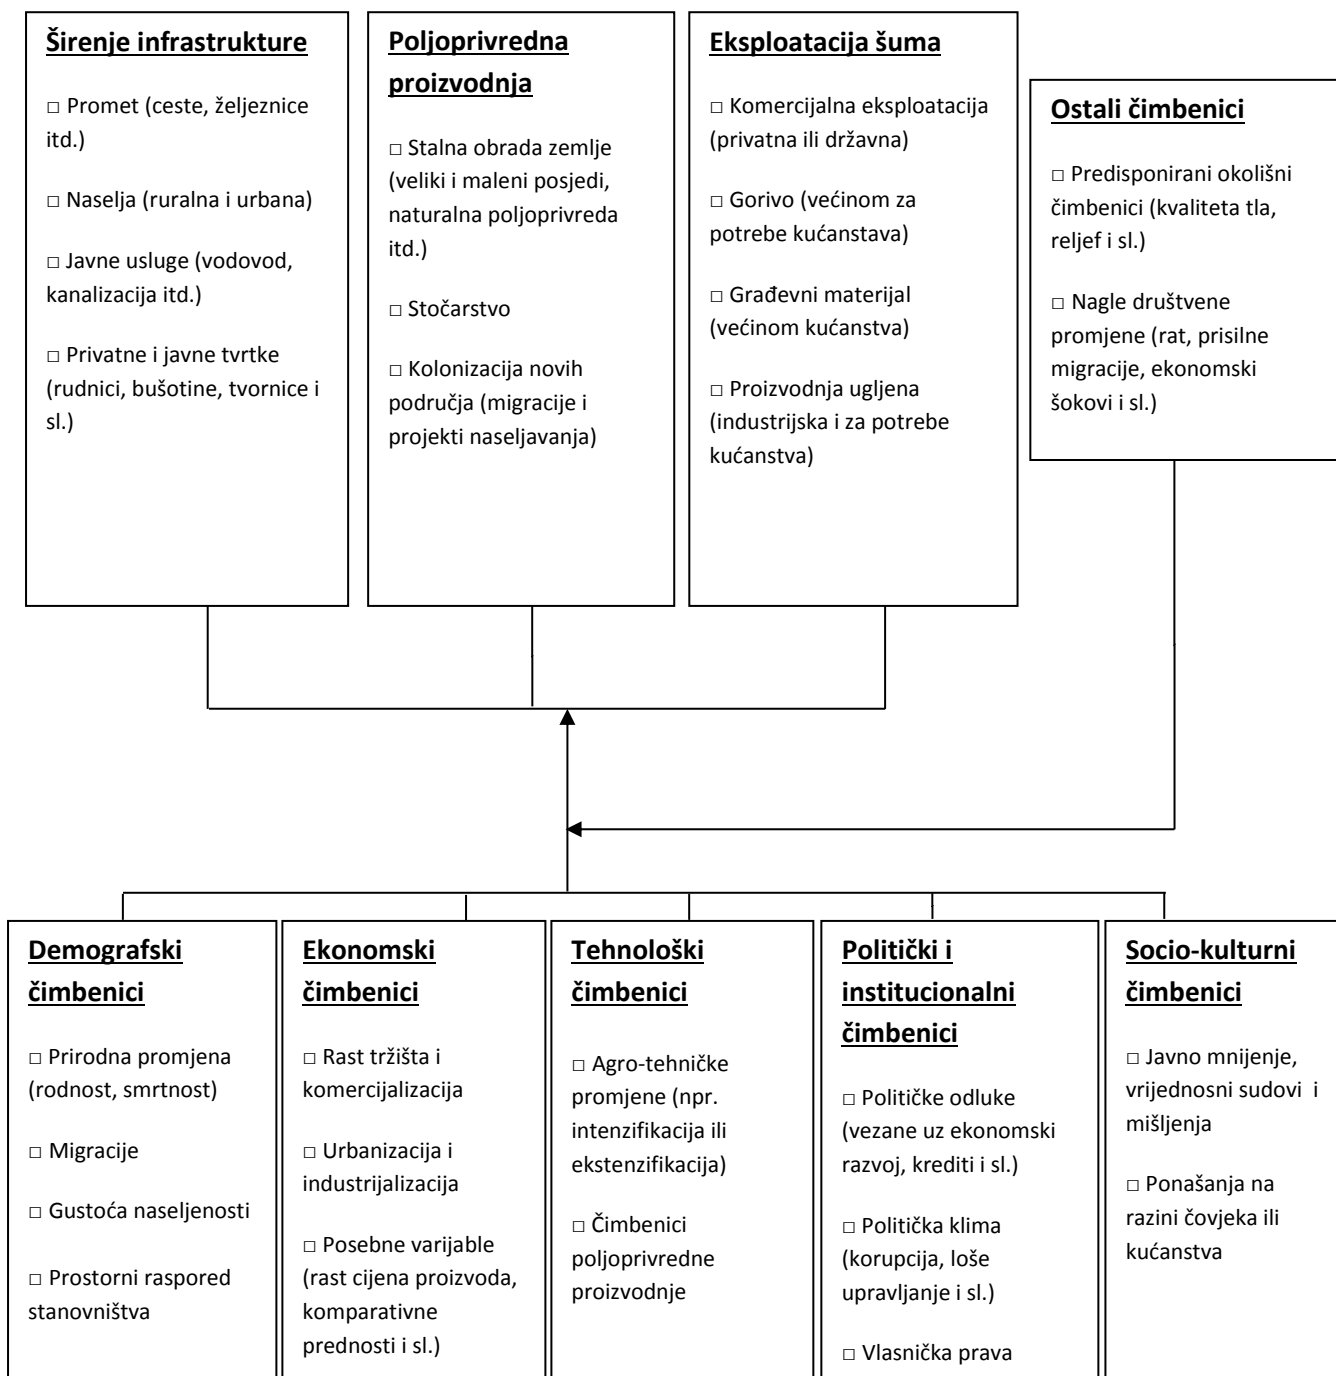 Širenje infrastrukture
□ Promet (ceste, željeznice
itd.)
□ Naselja (ruralna i urbana)
□ Javne usluge (vodovod,
kanalizacija itd.)
□ Privatne i javne tvrtke
(rudnici, bušotine, tvornice i
sl.)
Poljoprivredna
proizvodnja
□ Stalna obrada zemlje
(veliki i maleni posjedi,
naturalna poljoprivreda
itd.)
□ Stočarstvo
□ Kolonizacija novih
područja (migracije i
projekti naseljavanja)
Eksploatacija šuma
□ Komercijalna eksploatacija
(privatna ili državna)
□ Gorivo (većinom za
potrebe kućanstava)
□ Građevni materijal
(većinom kućanstva)
□ Proizvodnja ugljena
(industrijska i za potrebe
kućanstva)
Ostali čimbenici
□ Predisponirani okolišni
čimbenici (kvaliteta tla,
reljef i sl.)
□ Nagle društvene
promjene (rat, prisilne
migracije, ekonomski
šokovi i sl.)
Demografski
čimbenici
□ Prirodna promjena
(rodnost, smrtnost)
□ Migracije
□ Gustoća naseljenosti
□ Prostorni raspored
stanovništva
Ekonomski
čimbenici
□ Rast tržišta i
komercijalizacija
□ Urbanizacija i
industrijalizacija
□ Posebne varijable
(rast cijena proizvoda,
komparativne
prednosti i sl.)
Tehnološki
čimbenici
□ Agro-tehničke
promjene (npr.
intenzifikacija ili
ekstenzifikacija)
□ Čimbenici
poljoprivredne
proizvodnje
Politički i
institucionalni
čimbenici
□ Političke odluke
(vezane uz ekonomski
razvoj, krediti i sl.)
□ Politička klima
(korupcija, loše
upravljanje i sl.)
□ Vlasnička prava
Socio-kulturni
čimbenici
□ Javno mnijenje,
vrijednosni sudovi i
mišljenja
□ Ponašanja na
razini čovjeka ili
kućanstva